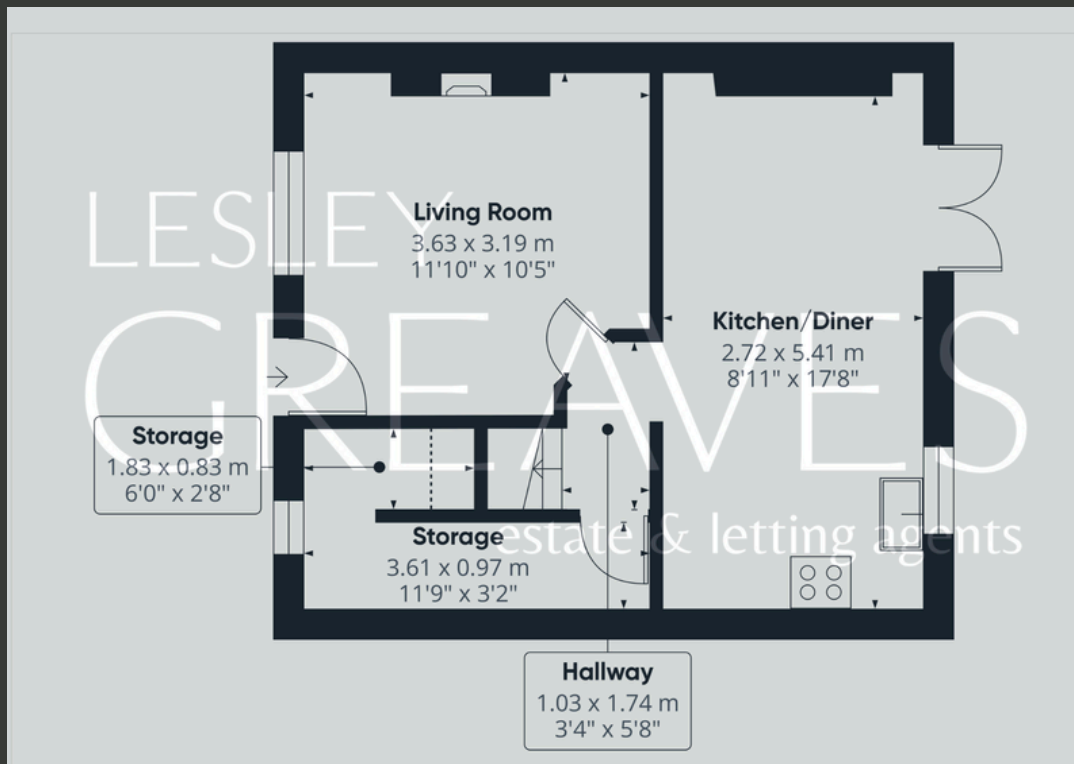 LESLEY
GREAVES
estate & letting agents
Living Room
3.63 x 3.19 m
11'10" x 10'5"
Kitchen/Diner
2.72 x 5.41 m
8'11" x 17'8"
Storage
1.83 x 0.83 m
6'0" x 2'8"
Storage
3.61 x 0.97 m
11'9" x 3'2"
Hallway
1.03 x 1.74 m
3'4" x 5'8"